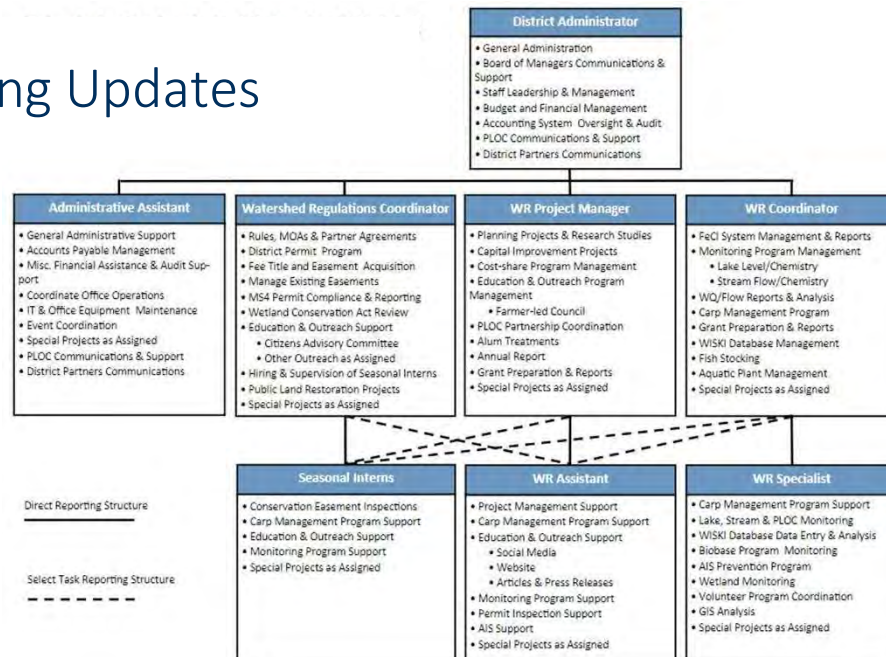 ng Updates
District Administrator
• General Administration
• Board of Managers Communications &
Support
• Staff Leadership & Management
• Budget and Financial Management
• Accounting System Oversight & Audit
• PLOC Communications & Support
• District Partners Communications
Administrative Assistant
• General Administrative Support
• Accounts Payable Management
• Misc. Financial Assistance & Audit Sup-
port
• Coordinate Office Operations
• IT & Office Equipment Maintenance
• Event Coordination
• Special Projects as Assigned
• PLOC Communications & Support
• District Partners Communications
Watershed Regulations Coordinator
• Rules, MOAs & Partner Agreements
• District Permit Program
• Fee Title and Easement Acquisition
• Manage Existing Easements
• MS4 Permit Compliance & Reporting
• Wetland Conservation Act Review
• Education & Outreach Support
• Citizens Advisory Committee
• Other Outreach as Assigned
• Hiring & Supervision of Seasonal Interns
• Public Land Restoration Projects
• Special Projects as Assigned
WR Project Manager
• Planning Projects & Research Studies
• Capital Improvement Projects
• Cost-share Program Management
• Education & Outreach Program
Management
• Farmer-led Council
• PLOC Partnership Coordination
• Alum Treatments
• Annual Report
• Grant Preparation & Reports
• Special Projects as Assigned
WR Coordinator
• FeCl System Management & Reports
• Monitoring Program Management
• Lake Level/Chemistry
• Stream Flow/Chemistry
• WQ/Flow Reports & Analysis
• Carp Management Program
• Grant Preparation & Reports
• WISKI Database Management
• Fish Stocking
• Aquatic Plant Management
• Special Projects as Assigned
Direct Reporting Structure
Select Task Reporting Structure
Seasonal Interns
• Conservation Easement Inspections
• Carp Management Program Support
• Education & Outreach Support
• Monitoring Program Support
• Special Projects as Assigned
WR Assistant
• Project Management Support
• Carp Management Program Support
• Education & Outreach Support
• Social Media
• Website
• Articles & Press Releases
• Monitoring Program Support
• Permit Inspection Support
• AIS Support
• Special Projects as Assigned
WR Specialist
• Carp Management Program Support
• Lake, Stream & PLOC Monitoring
• WISKI Database Data Entry & Analysis
• Biobase Program Monitoring
• AIS Prevention Program
• Wetland Monitoring
• Volunteer Program Coordination
• GIS Analysis
• Special Projects as Assigned